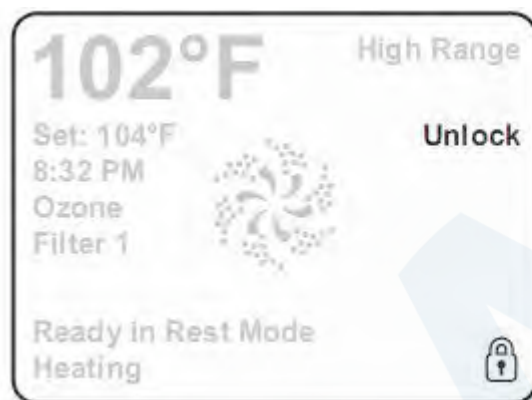 102°F
High Range
Set: 104°F
Unlock
8:32 PM
Ozone
Filter 1
Ready in Rest Mode
Heating